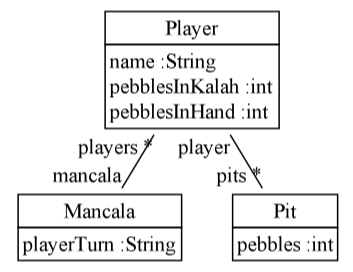 Player
name :String
pebblesInKalah :int
pebblesInHand :int
players * player
mancala pits *
Mancala Pit
playerTurn :String pebbles :int